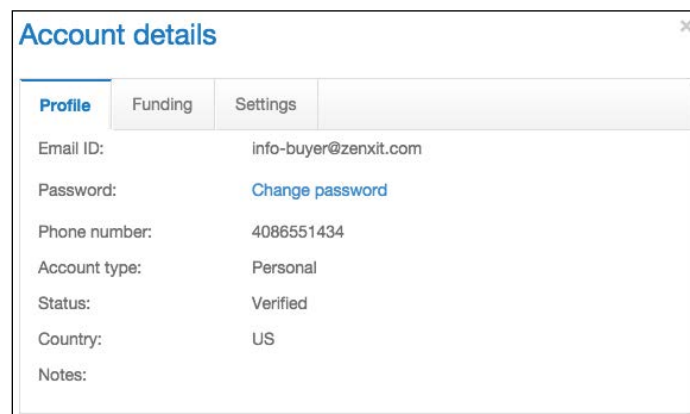 Account details
×
Profile Funding Settings
Email ID: info-buyer@zenxit.com
Password: Change password
Phone number: 4086551434
Account type: Personal
Status: Verified
Country: US
Notes: